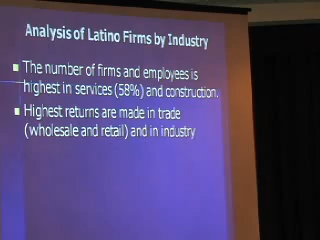 Analysis of Latino Firms by Industry
The number of firms and employees is
highest in services (58%) and construction.
Highest returns are made in trade
(wholesale and retail) and in industry